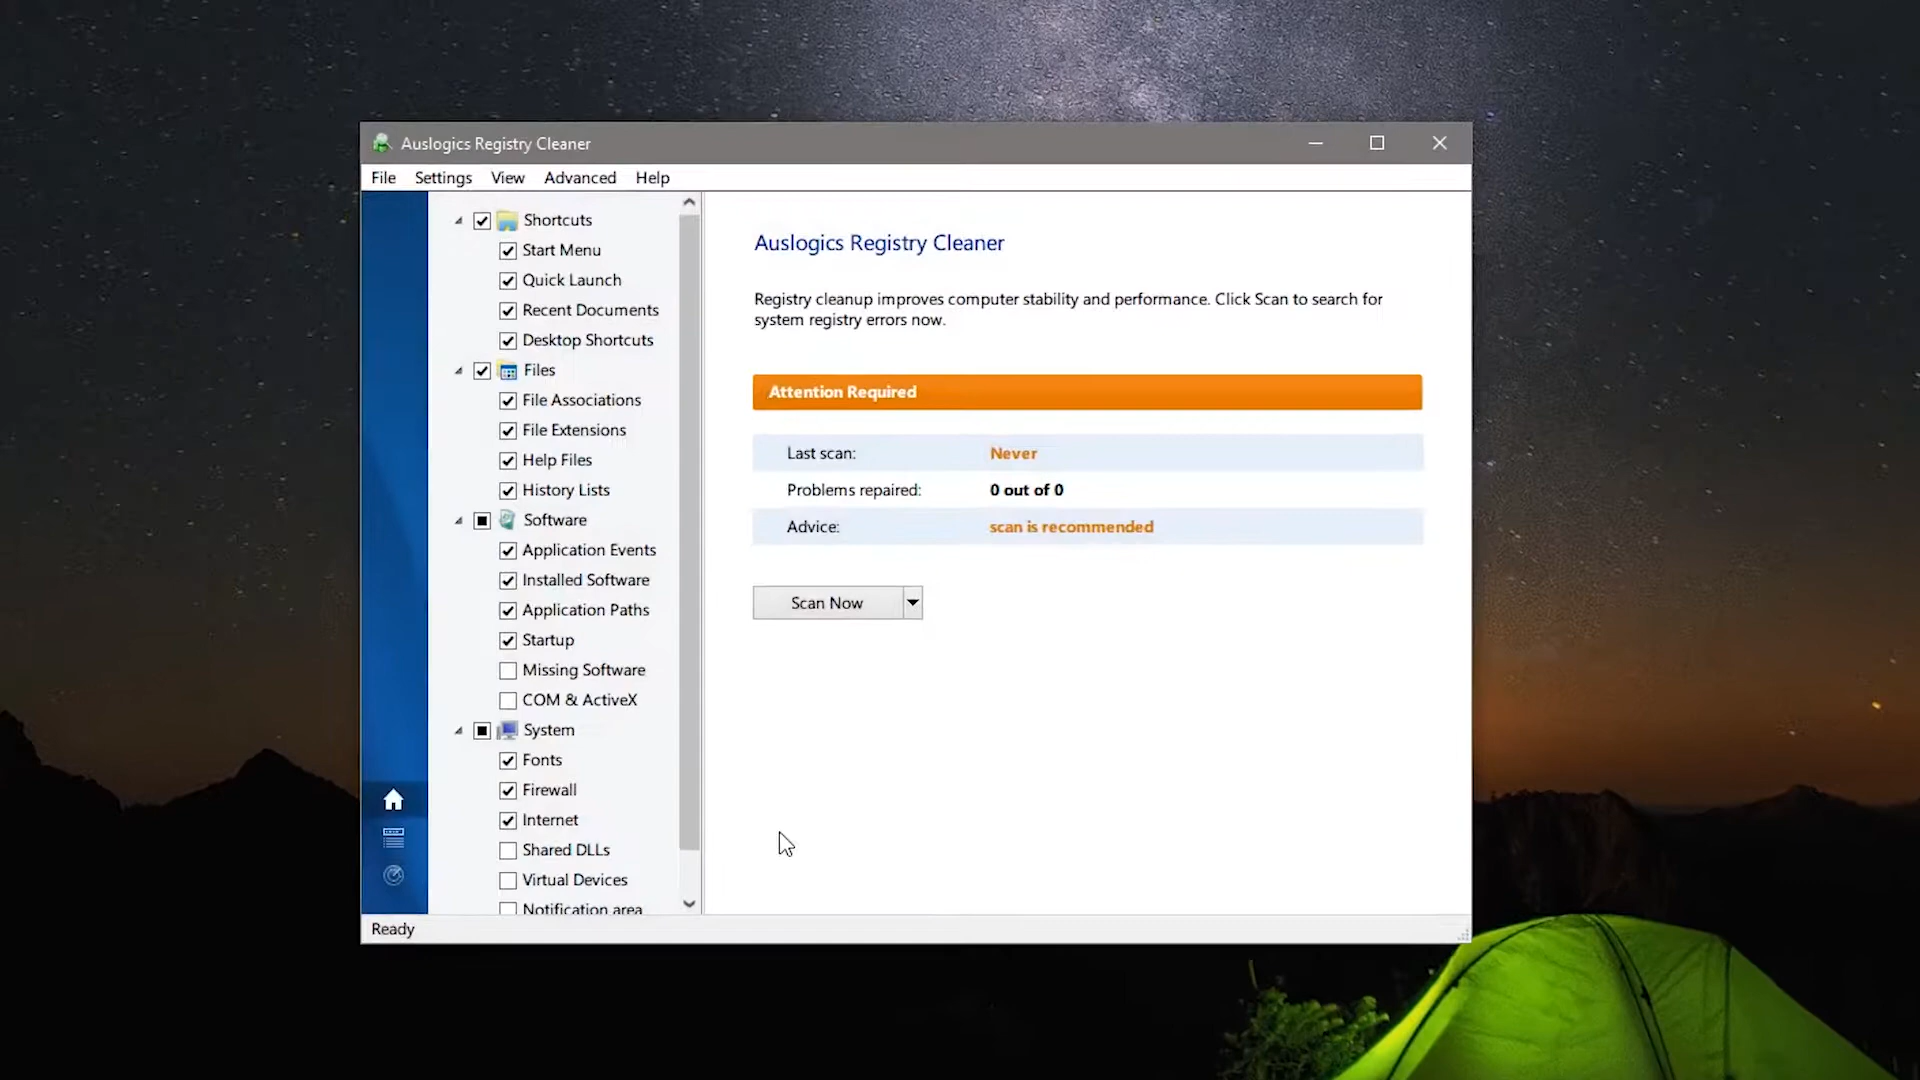 Auslogics Registry Cleaner
File Settings View Advanced Help
Shortcuts
Start Menu
Quick Launch
Recent Documents
Desktop Shortcuts
Files
File Associations
File Extensions
Help Files
History Lists
Software
Application Events
Installed Software
Application Paths
Startup
Missing Software
COM & ActiveX
System
Fonts
Firewall
Internet
Shared DLLs
Virtual Devices
Notification area
Auslogics Registry Cleaner
Registry cleanup improves computer stability and performance. Click Scan to search for
system registry errors now.
Attention Required
Last scan: Never
Problems repaired: 0 out of 0
Advice: scan is recommended
Scan Now
Ready